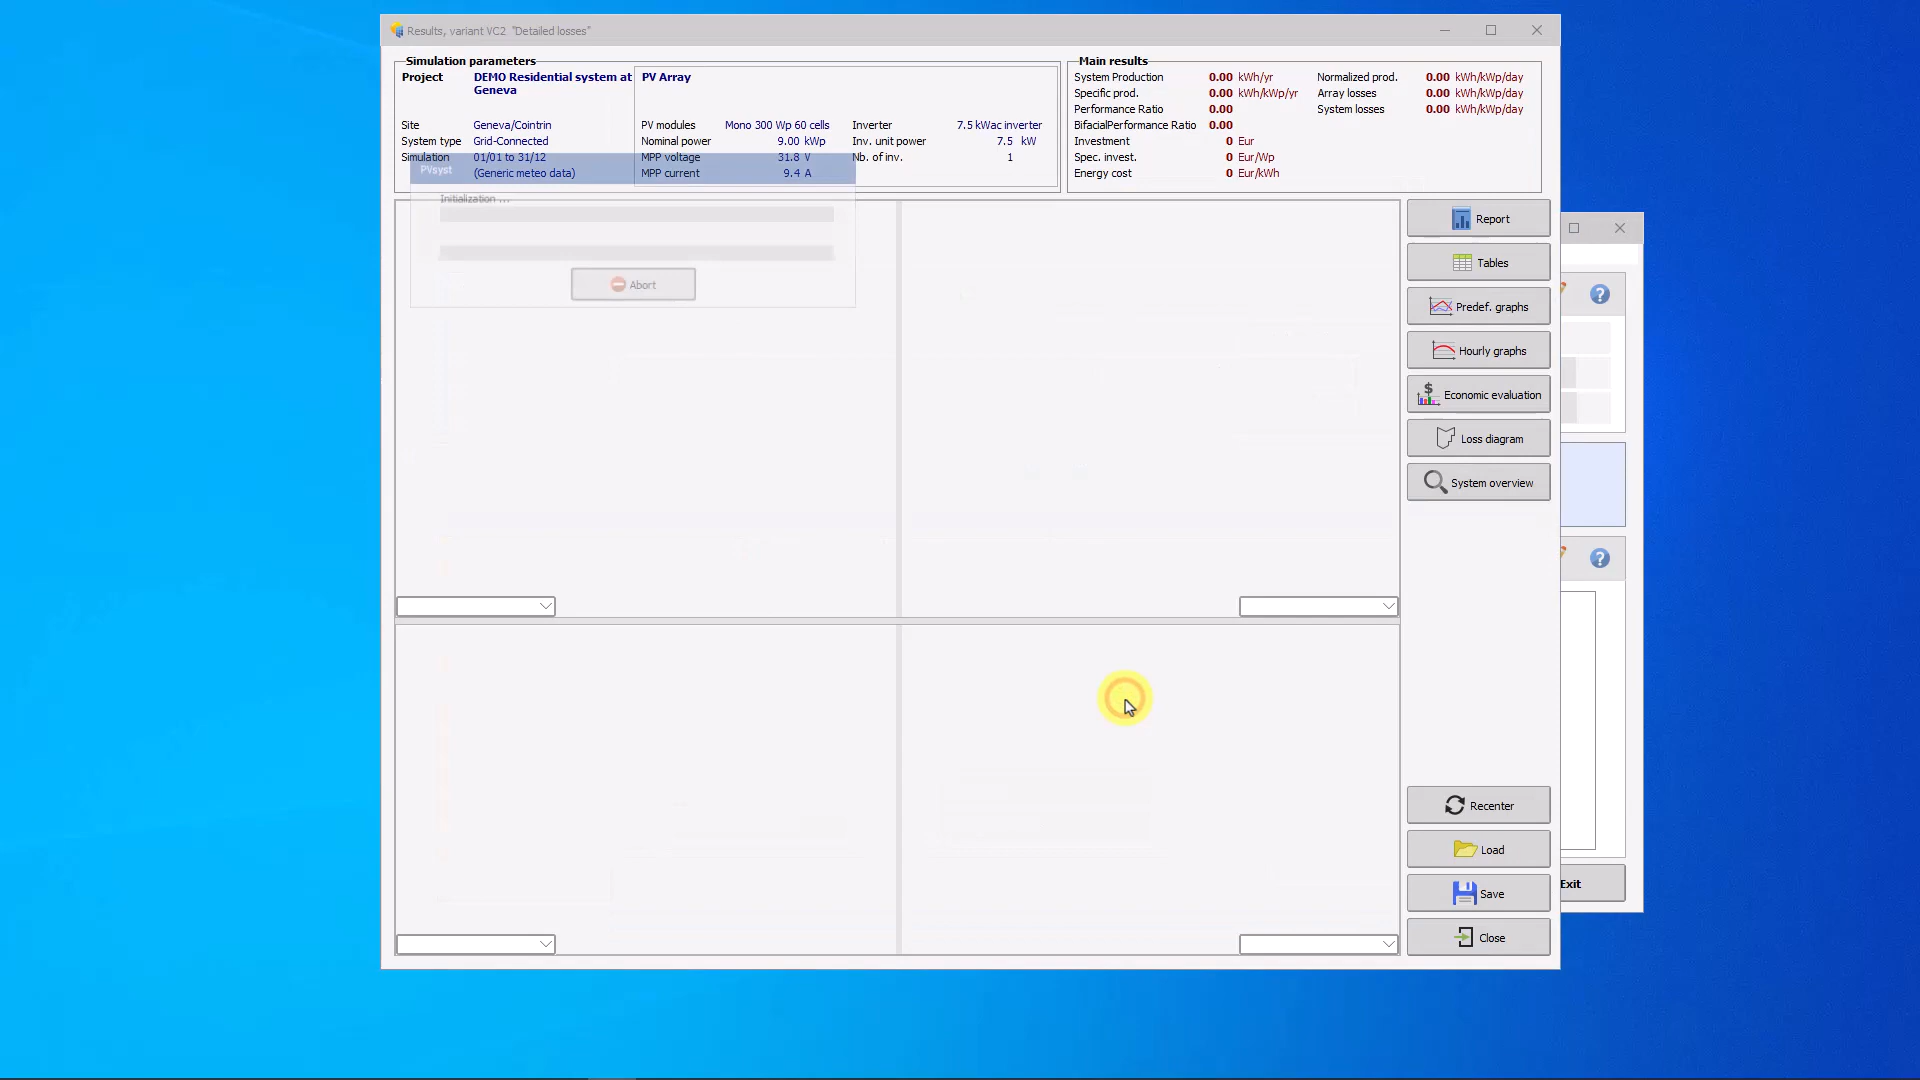 Results, variant VC2 "Detailed losses"
Simulation parameters
Project DEMO Residential system at Geneva
Site Geneva/Cointrin
System type Grid-Connected
Simulation 01/01 to 31/12
(Generic meteo data)
PV Array
PV modules Mono 300 Wp 60 cells Inverter 7.5 kWac inverter
Nominal power 9.00 kWp Inv. unit power 7.5 kW
MPP voltage 31.8 V Nb. of inv. 1
MPP current 9.4 A
Main results
System Production 0.00 kWh/yr Normalized prod. 0.00 kWh/kWp/day
Specific prod. 0.00 kWh/kWp/yr Array losses 0.00 kWh/kWp/day
Performance Ratio 0.00 System losses 0.00 kWh/kWp/day
BifacialPerformance Ratio 0.00
Investment 0 Eur
Spec. invest. 0 Eur/Wp
Energy cost 0 Eur/kWh
PVsyst
Initialization ...
Abort
Report
Tables
Predef. graphs
Hourly graphs
Economic evaluation
Loss diagram
System overview
Recenter
Load
Save
Close
Exit